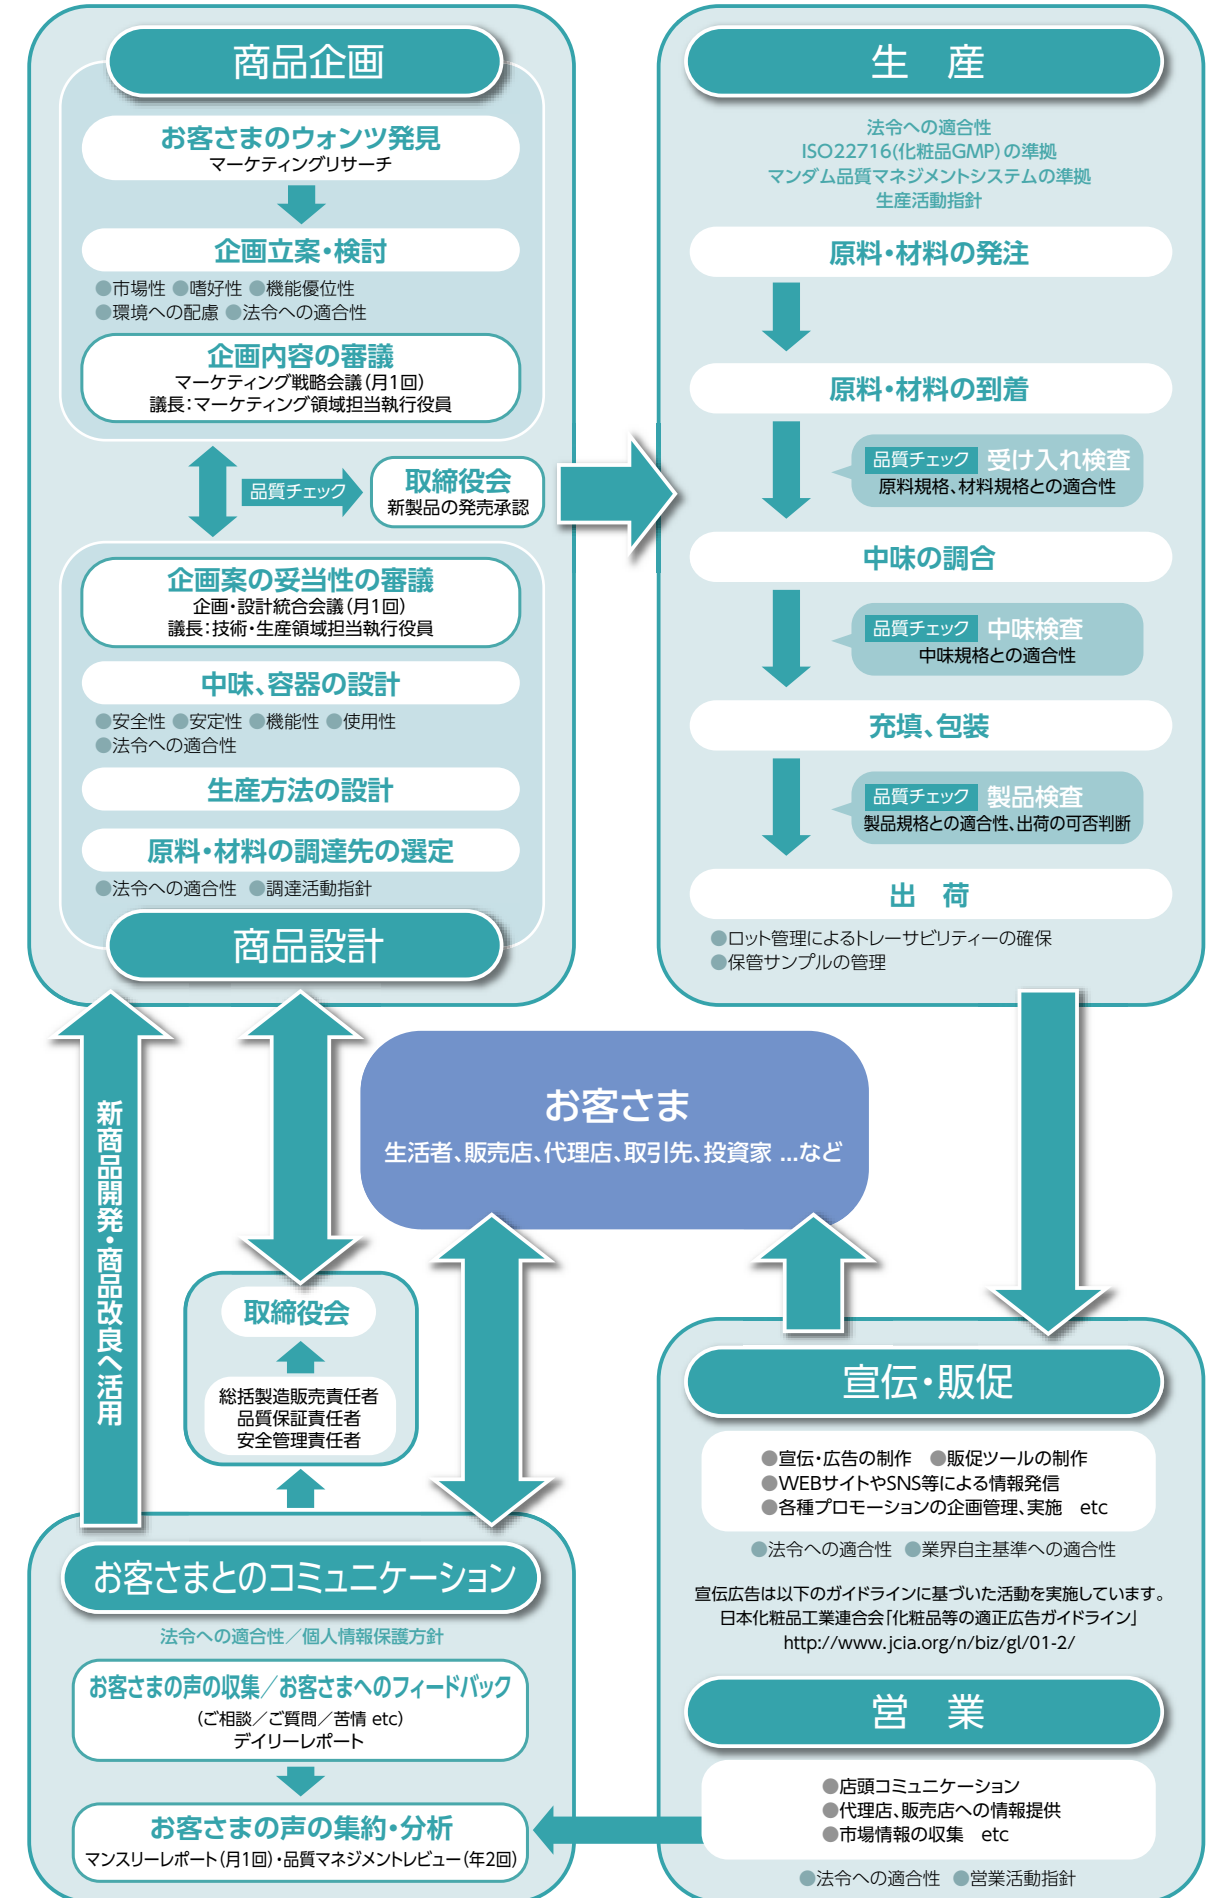 商品企画
お客さまのウォンツ発見
マーケティングリサーチ
企画立案・検討
●市場性 ●嗜好性 ●機能優位性
●環境への配慮 ●法令への適合性
企画内容の審議
マーケティング戦略会議(月1回)
議長：マーケティング領域担当執行役員
品質チェック
取締役会
新製品の発売承認
企画案の妥当性の審議
企画・設計統合会議(月1回)
議長：技術・生産領域担当執行役員
中味、容器の設計
●安全性 ●安定性 ●機能性 ●使用性
●法令への適合性
生産方法の設計
原料・材料の調達先の選定
●法令への適合性 ●調達活動指針
商品設計
生　産
法令への適合性
ISO22716(化粧品GMP)の準拠
マンダム品質マネジメントシステムの準拠
生産活動指針
原料・材料の発注
原料・材料の到着
品質チェック 受け入れ検査
原料規格、材料規格との適合性
中味の調合
品質チェック 中味検査
中味規格との適合性
充填、包装
品質チェック 製品検査
製品規格との適合性、出荷の可否判断
出　荷
●ロット管理によるトレーサビリティーの確保
●保管サンプルの管理
お客さま
生活者、販売店、代理店、取引先、投資家 ...など
新商品開発・商品改良へ活用
取締役会
総括製造販売責任者
品質保証責任者
安全管理責任者
お客さまとのコミュニケーション
法令への適合性／個人情報保護方針
お客さまの声の収集／お客さまへのフィードバック
(ご相談／ご質問／苦情 etc)
デイリーレポート
お客さまの声の集約・分析
マンスリーレポート(月1回)・品質マネジメントレビュー(年2回)
宣伝・販促
●宣伝・広告の制作 ●販促ツールの制作
●WEBサイトやSNS等による情報発信
●各種プロモーションの企画管理、実施　etc
●法令への適合性 ●業界自主基準への適合性
宣伝広告は以下のガイドラインに基づいた活動を実施しています。
日本化粧品工業連合会「化粧品等の適正広告ガイドライン」
http://www.jcia.org/n/biz/gl/01-2/
営　業
●店頭コミュニケーション
●代理店、販売店への情報提供
●市場情報の収集　etc
●法令への適合性 ●営業活動指針